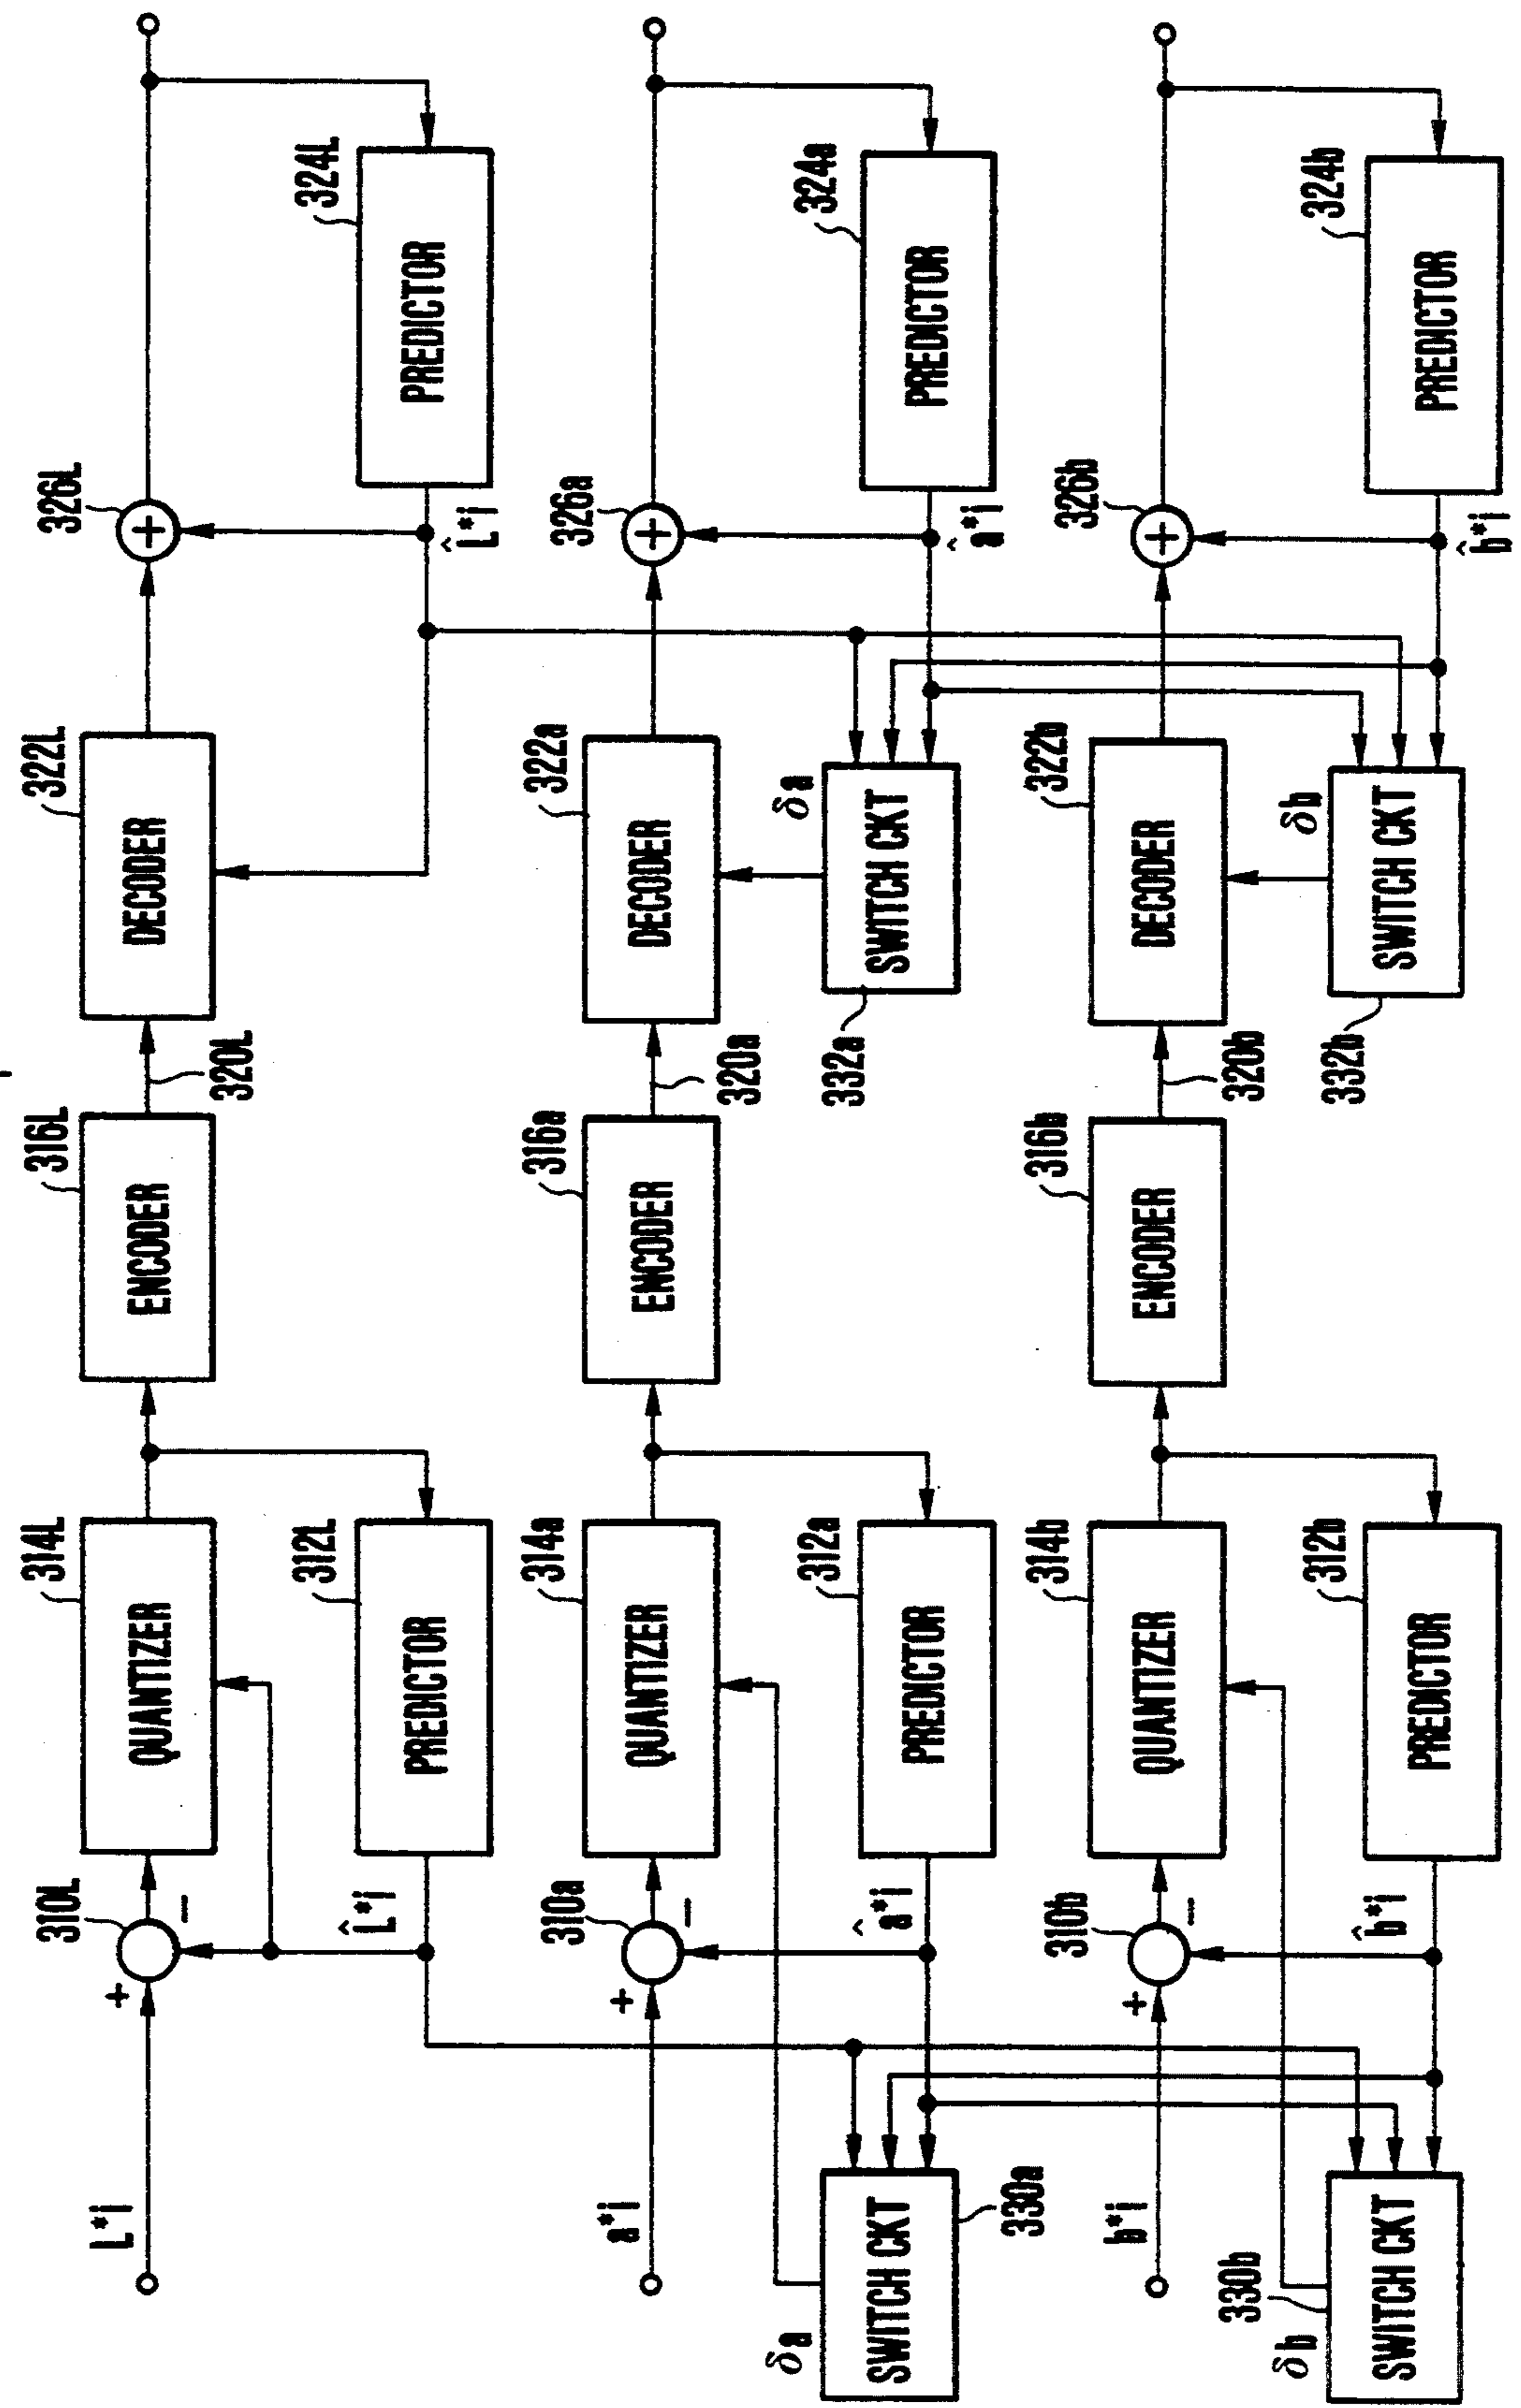 L*i
+
−
310L
QUANTIZER
314L
L̂*i
PREDICTOR
312L
ENCODER
316L
320L
DECODER
322L
+
326L
L̂*i
PREDICTOR
324L
a*i
+
−
310a
QUANTIZER
314a
â*i
PREDICTOR
312a
δa
SWITCH CKT
330a
ENCODER
316a
320a
DECODER
322a
δa
SWITCH CKT
332a
+
326a
â*i
PREDICTOR
324a
b*i
+
−
310b
QUANTIZER
314b
b̂*i
PREDICTOR
312b
δb
SWITCH CKT
330b
ENCODER
316b
320b
DECODER
322b
δb
SWITCH CKT
332b
+
326b
b̂*i
PREDICTOR
324b